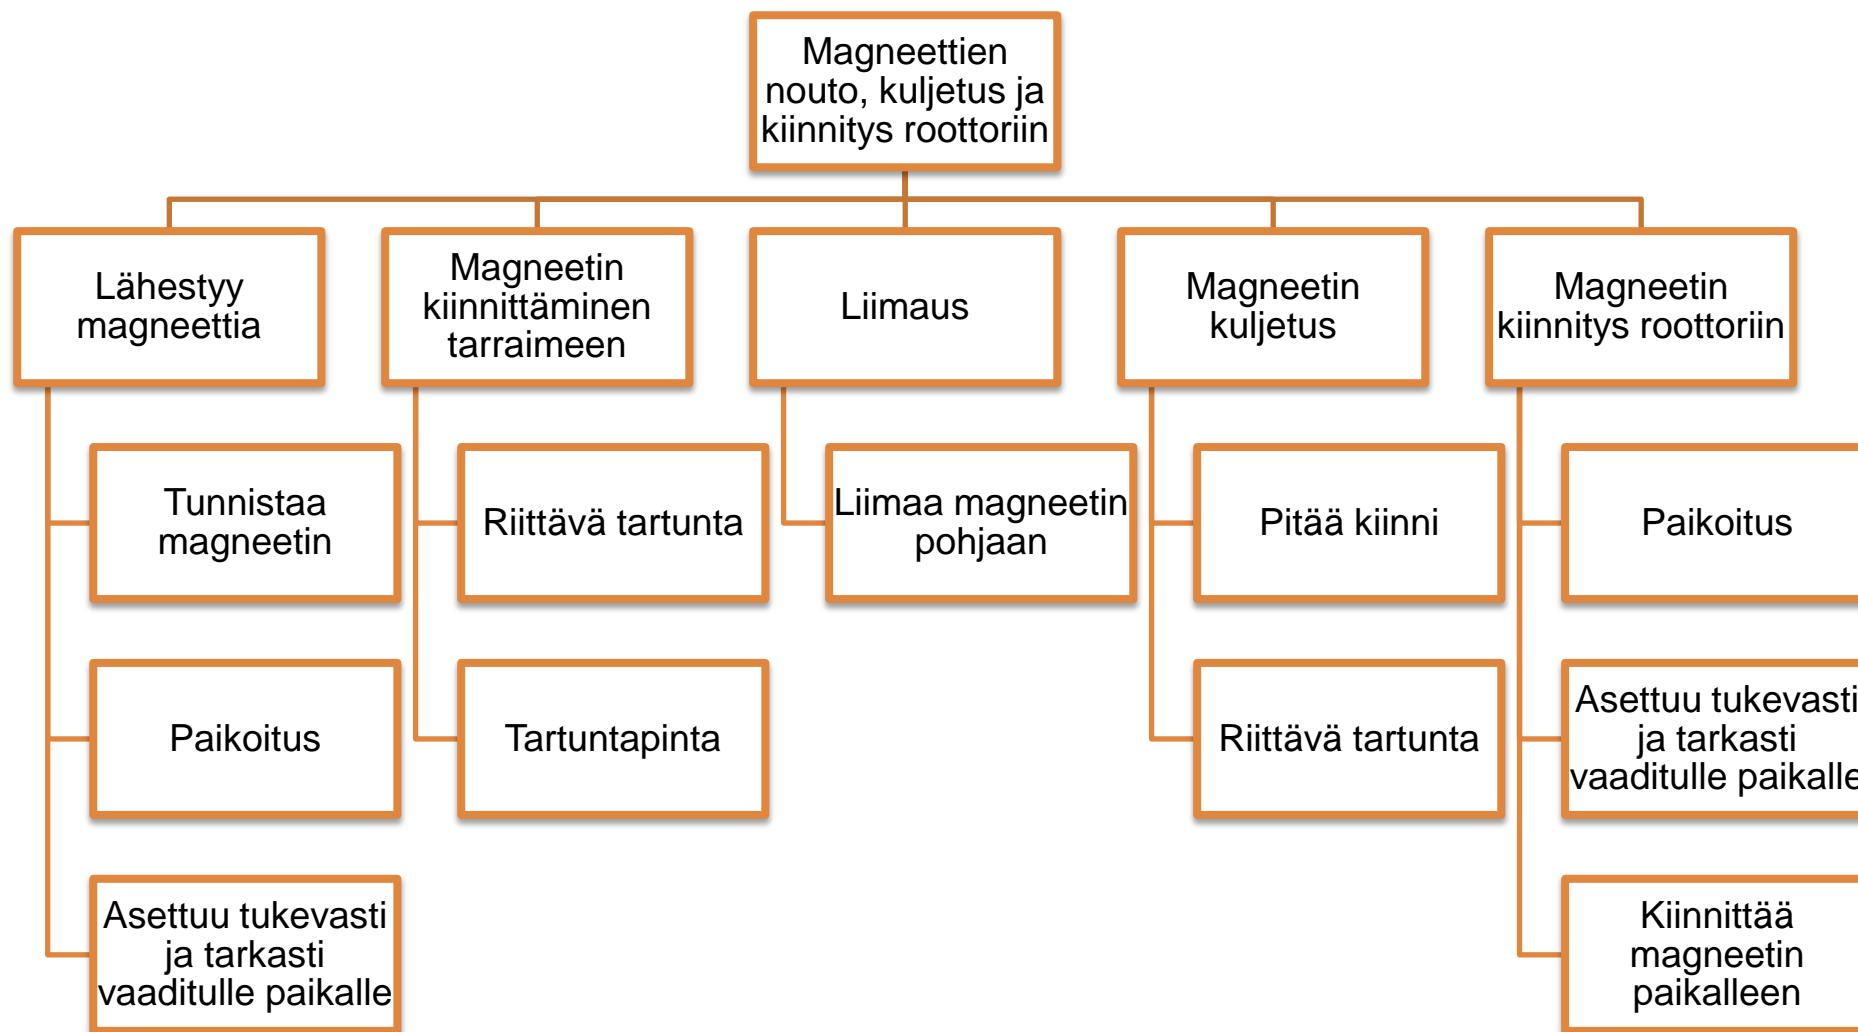 Magneettien
nouto, kuljetus ja
kiinnitys roottoriin
Lähestyy
magneettia
Magneetin
kiinnittäminen
tarraimeen
Liimaus
Magneetin
kuljetus
Magneetin
kiinnitys roottoriin
Tunnistaa
magneetin
Paikoitus
Asettuu tukevasti
ja tarkasti
vaaditulle paikalle
Riittävä tartunta
Tartuntapinta
Liimaa magneetin
pohjaan
Pitää kiinni
Riittävä tartunta
Paikoitus
Asettuu tukevasti
ja tarkasti
vaaditulle paikalle
Kiinnittää
magneetin
paikalleen